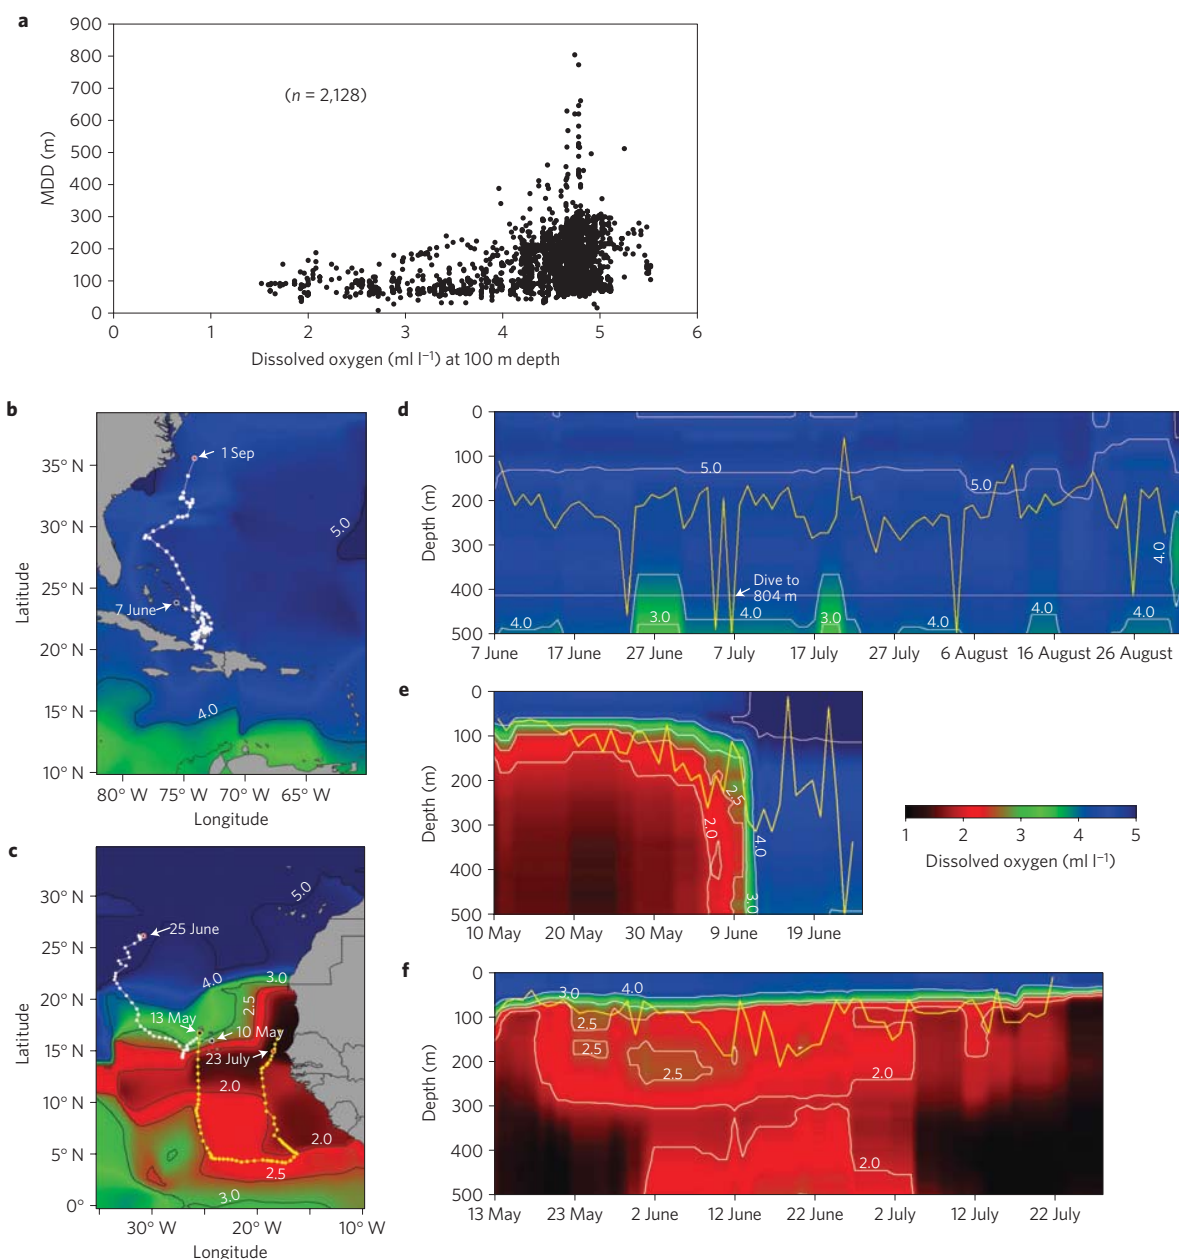 a
900
800
700
600
500
400
300
200
100
0
MDD (m)
(n = 2,128)
0 1 2 3 4 5 6
Dissolved oxygen (ml l⁻¹) at 100 m depth
b
35° N
30° N
25° N
20° N
15° N
10° N
Latitude
1 Sep
5.0
7 June
4.0
80° W 75° W 70° W 65° W
Longitude
d
0
100
200
300
400
500
Depth (m)
5.0
5.0
4.0
Dive to
804 m
4.0 3.0 4.0 3.0 4.0 4.0 4.0
7 June 17 June 27 June 7 July 17 July 27 July 6 August 16 August 26 August
e
0
100
200
300
400
500
Depth (m)
2.5
2.0
4.0
3.0
10 May 20 May 30 May 9 June 19 June
1 2 3 4 5
Dissolved oxygen (ml l⁻¹)
c
30° N
25° N
20° N
15° N
10° N
5° N
0°
Latitude
5.0
25 June
4.0
3.0
2.5
13 May
10 May
23 July
2.0
2.0
2.5
3.0
30° W 20° W 10° W
Longitude
f
0
100
200
300
400
500
Depth (m)
3.0 4.0
2.5
2.5
2.5
2.0
2.0
13 May 23 May 2 June 12 June 22 June 2 July 12 July 22 July